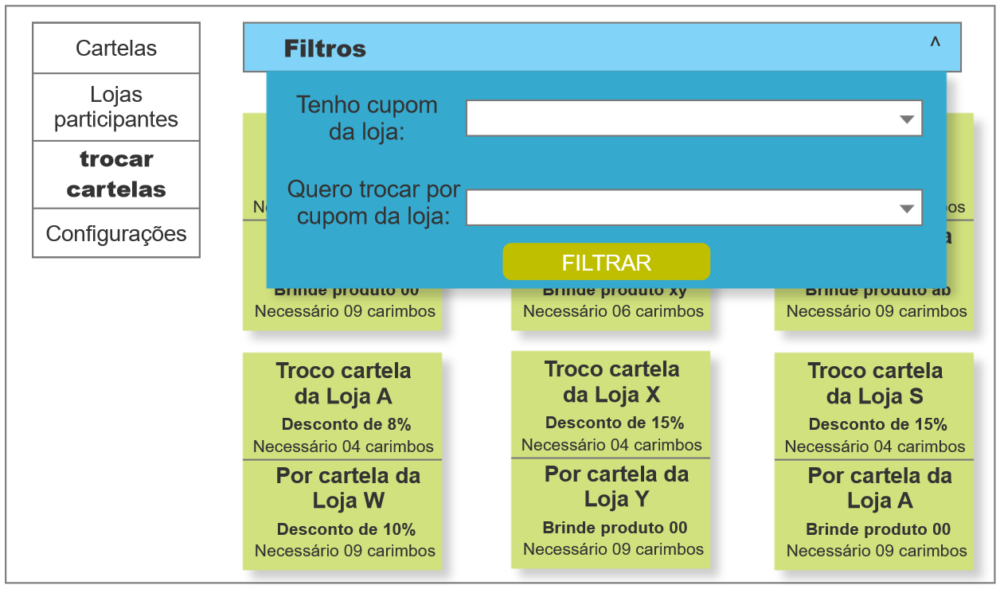 Cartelas
Lojas
participantes
trocar
cartelas
Configurações
Filtros
^
Tenho cupom
da loja:
Quero trocar por
cupom da loja:
FILTRAR
Brinde produto 00
Necessário 09 carimbos
Brinde produto xy
Necessário 06 carimbos
Brinde produto ab
Necessário 09 carimbos
Troco cartela
da Loja A
Desconto de 8%
Necessário 04 carimbos
Por cartela da
Loja W
Desconto de 10%
Necessário 09 carimbos
Troco cartela
da Loja X
Desconto de 15%
Necessário 04 carimbos
Por cartela da
Loja Y
Brinde produto 00
Necessário 09 carimbos
Troco cartela
da Loja S
Desconto de 15%
Necessário 04 carimbos
Por cartela da
Loja A
Brinde produto 00
Necessário 09 carimbos